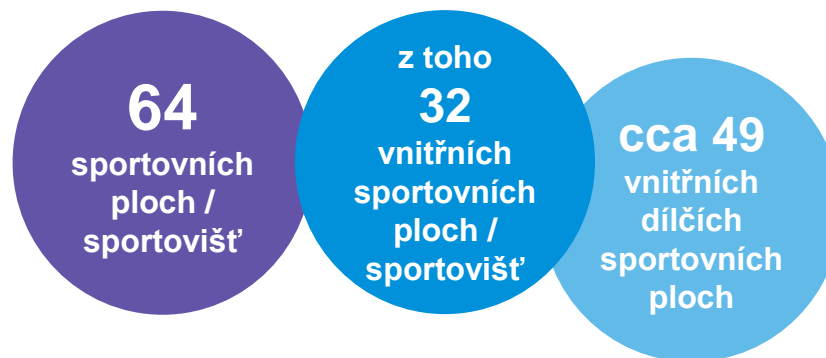 64
sportovních
ploch /
sportovišť
z toho
32
vnitřních
sportovních
ploch /
sportovišť
cca 49
vnitřních
dílčích
sportovních
ploch